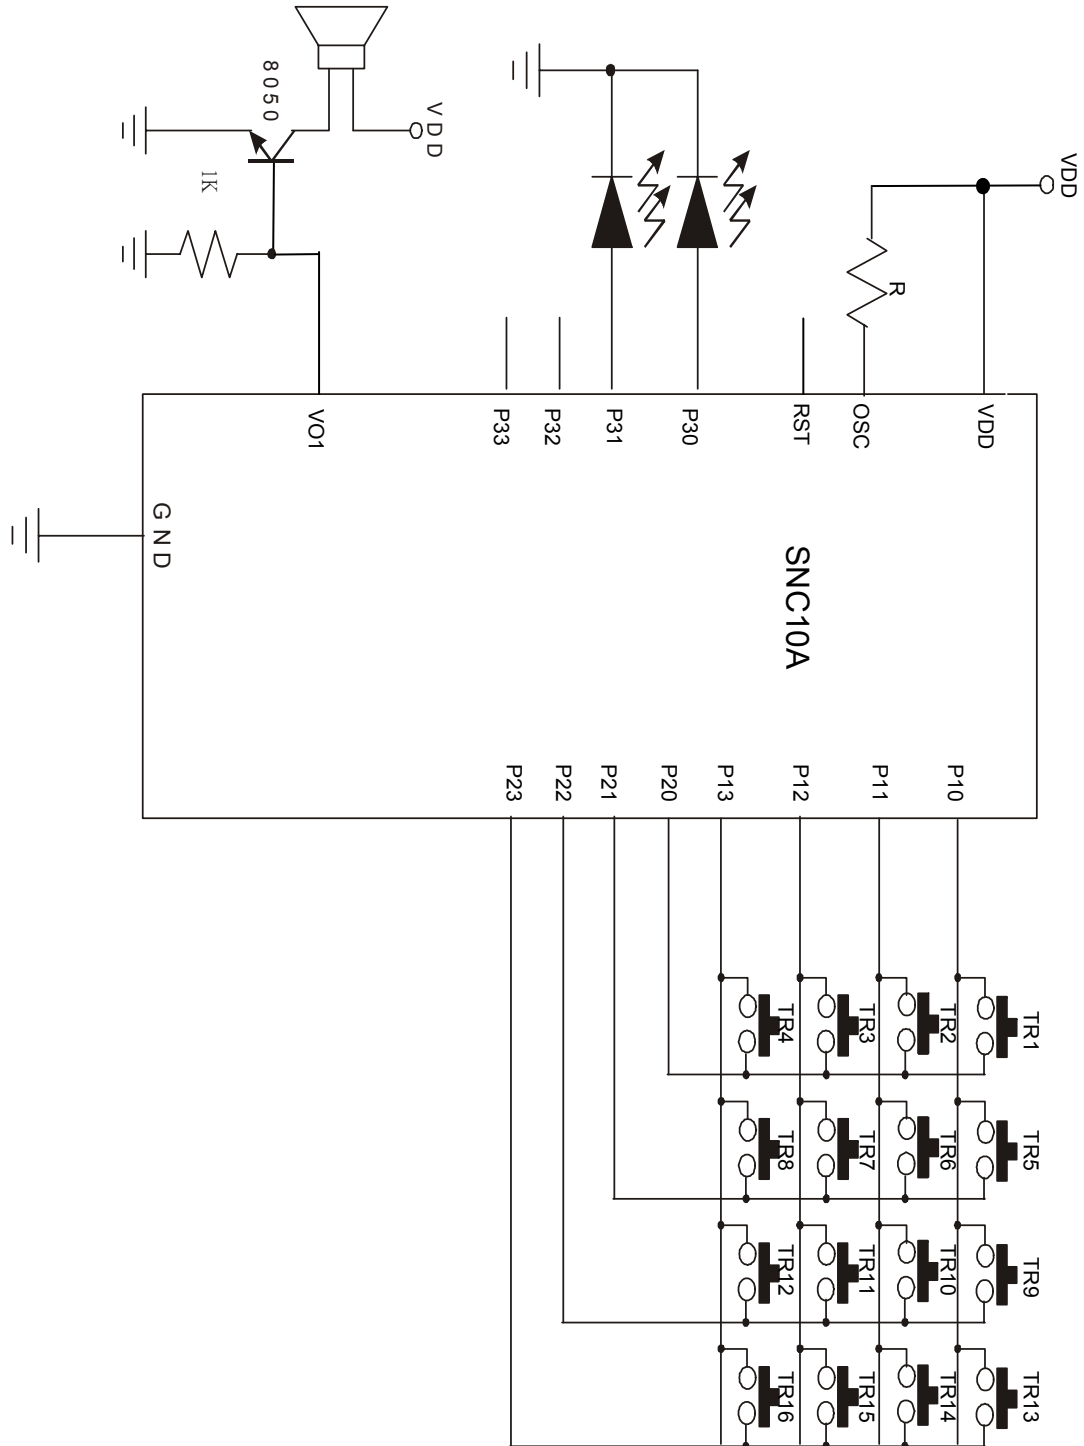 VDD
R
VDD
8050
1K
VDD
OSC
RST
P30
P31
P32
P33
VO1
SNC10A
GND
P10
P11
P12
P13
P20
P21
P22
P23
TR1
TR2
TR3
TR4
TR5
TR6
TR7
TR8
TR9
TR10
TR11
TR12
TR13
TR14
TR15
TR16